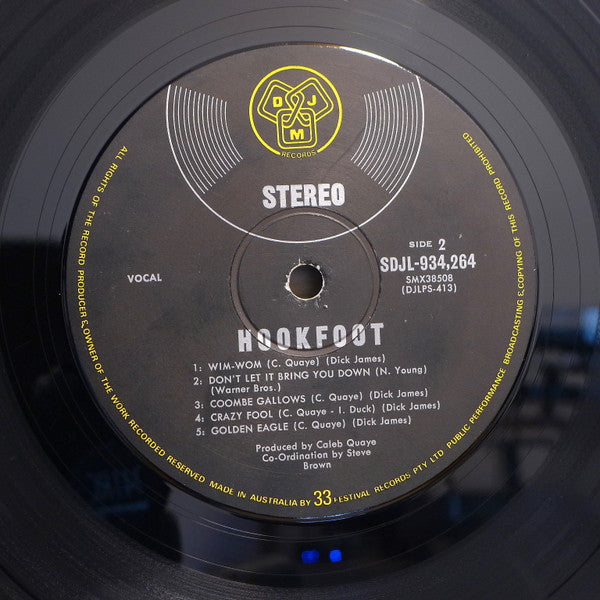 D J M
RECORDS
STEREO
SIDE 2
SDJL-934,264
SMX38508
(DJLPS-413)
VOCAL
HOOKFOOT
1: WIM-WOM (C. Quaye) (Dick James)
2: DON'T LET IT BRING YOU DOWN (N. Young)
(Warner Bros.)
3: COOMBE GALLOWS (C. Quaye) (Dick James)
4: CRAZY FOOL (C. Quaye - I. Duck) (Dick James)
5: GOLDEN EAGLE (C. Quaye) (Dick James)
Produced by Caleb Quaye
Co-Ordination by Steve
Brown
ALL RIGHTS OF THE RECORD PRODUCER & OWNER OF THE WORK RECORDED RESERVED MADE IN AUSTRALIA BY 33 FESTIVAL RECORDS PTY LTD PUBLIC PERFORMANCE BROADCASTING & COPYING OF THIS RECORD PROHIBITED